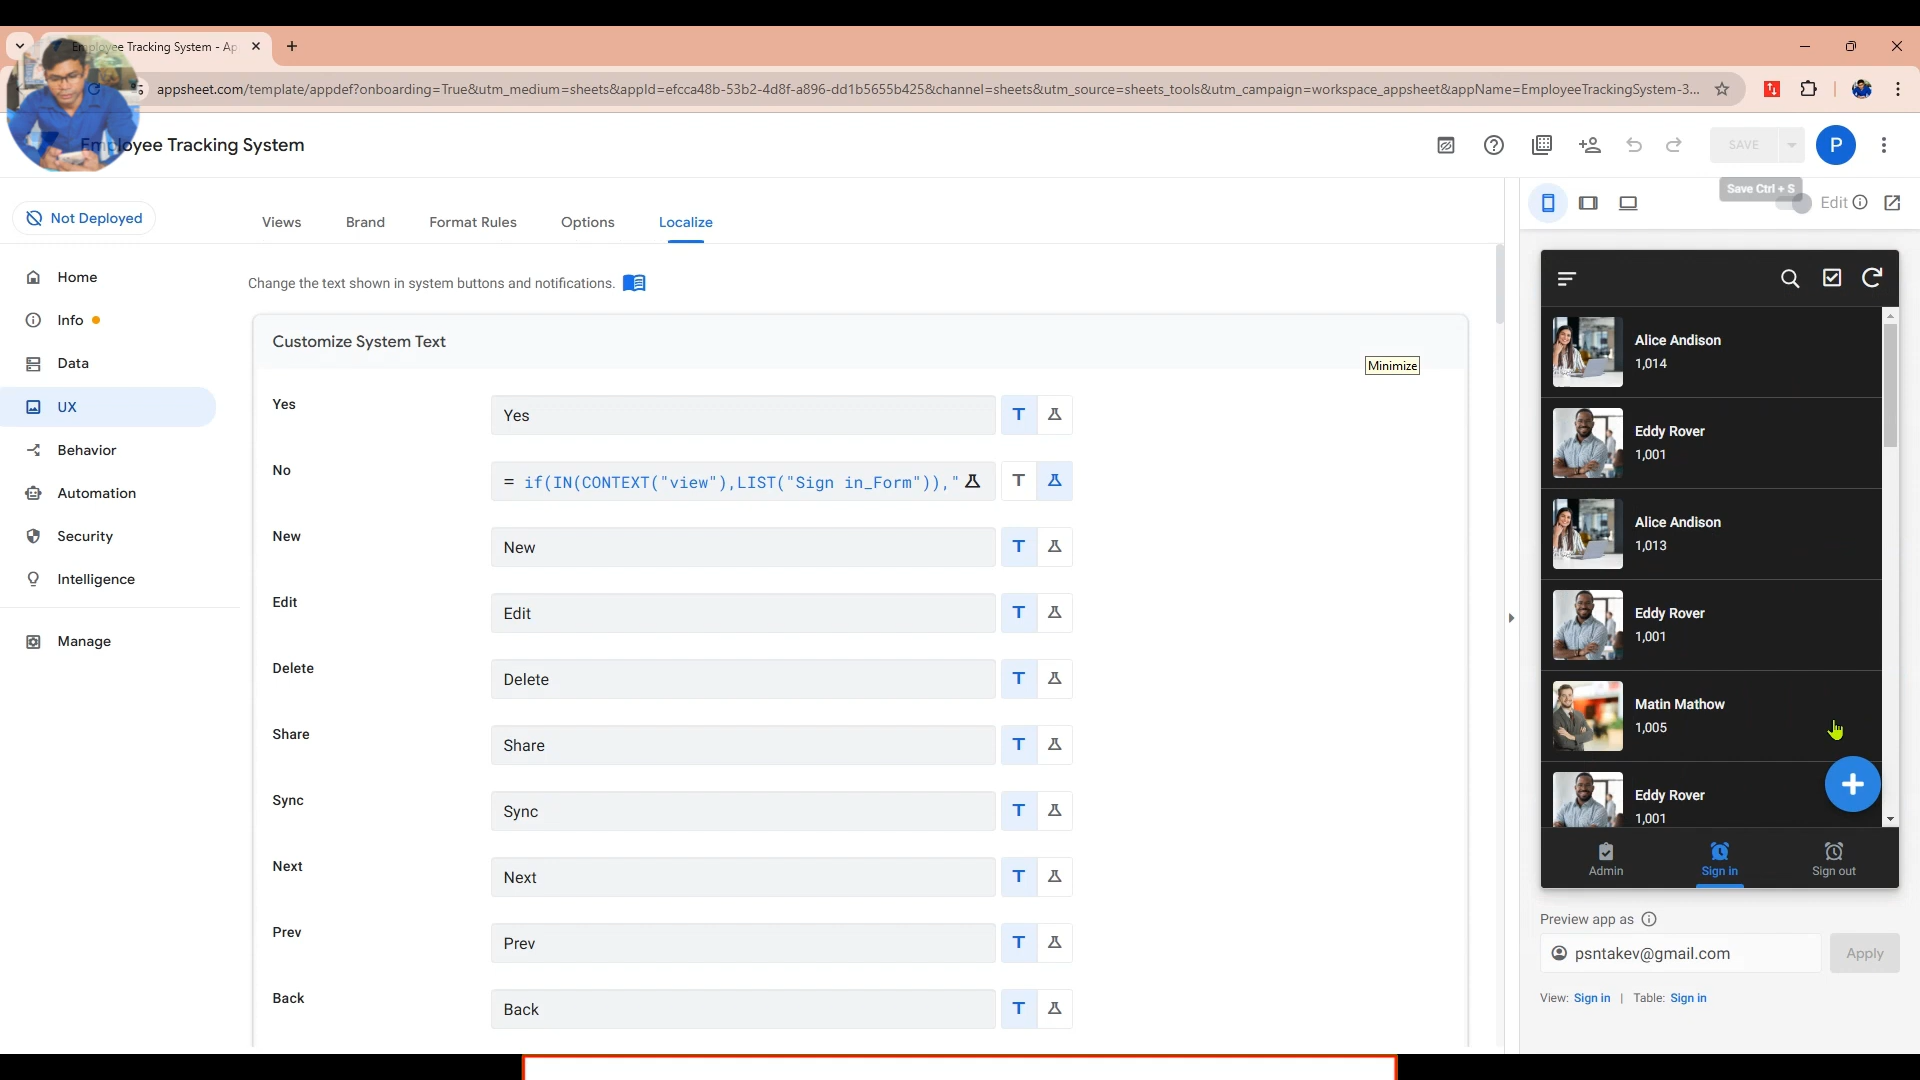 Employee Tracking System - Ap
appsheet.com/template/appdef?onboarding=True&utm_medium=sheets&appId=efcca48b-53b2-4d8f-a896-dd1b5655b425&channel=sheets&utm_source=sheets_tools&utm_campaign=workspace_appsheet&appName=EmployeeTrackingSystem-3...
Employee Tracking System
SAVE
P
Save Ctrl + S
Edit
Not Deployed
Views
Brand
Format Rules
Options
Localize
Home
Info
Data
UX
Behavior
Automation
Security
Intelligence
Manage
Change the text shown in system buttons and notifications.
Customize System Text
Minimize
Yes
Yes
No
= if(IN(CONTEXT("view"),LIST("Sign in_Form")),"
New
New
Edit
Edit
Delete
Delete
Share
Share
Sync
Sync
Next
Next
Prev
Prev
Back
Back
Alice Andison
1,014
Eddy Rover
1,001
Alice Andison
1,013
Eddy Rover
1,001
Matin Mathow
1,005
Eddy Rover
1,001
Admin
Sign in
Sign out
Preview app as
psntakev@gmail.com
Apply
View: Sign in | Table: Sign in